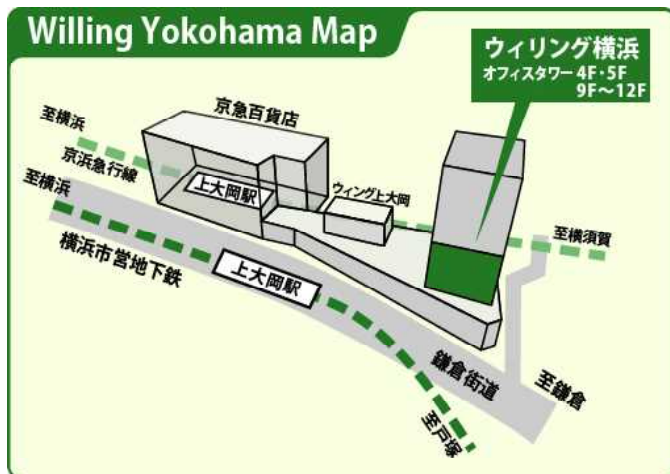 Willing Yokohama Map
ウィリング横浜
オフィスタワー 4F・5F
9F～12F
京急百貨店
至横浜
京浜急行線
至横浜
上大岡駅
ウィング上大岡
至横須賀
横浜市営地下鉄
上大岡駅
鎌倉街道
至鎌倉
至戸塚